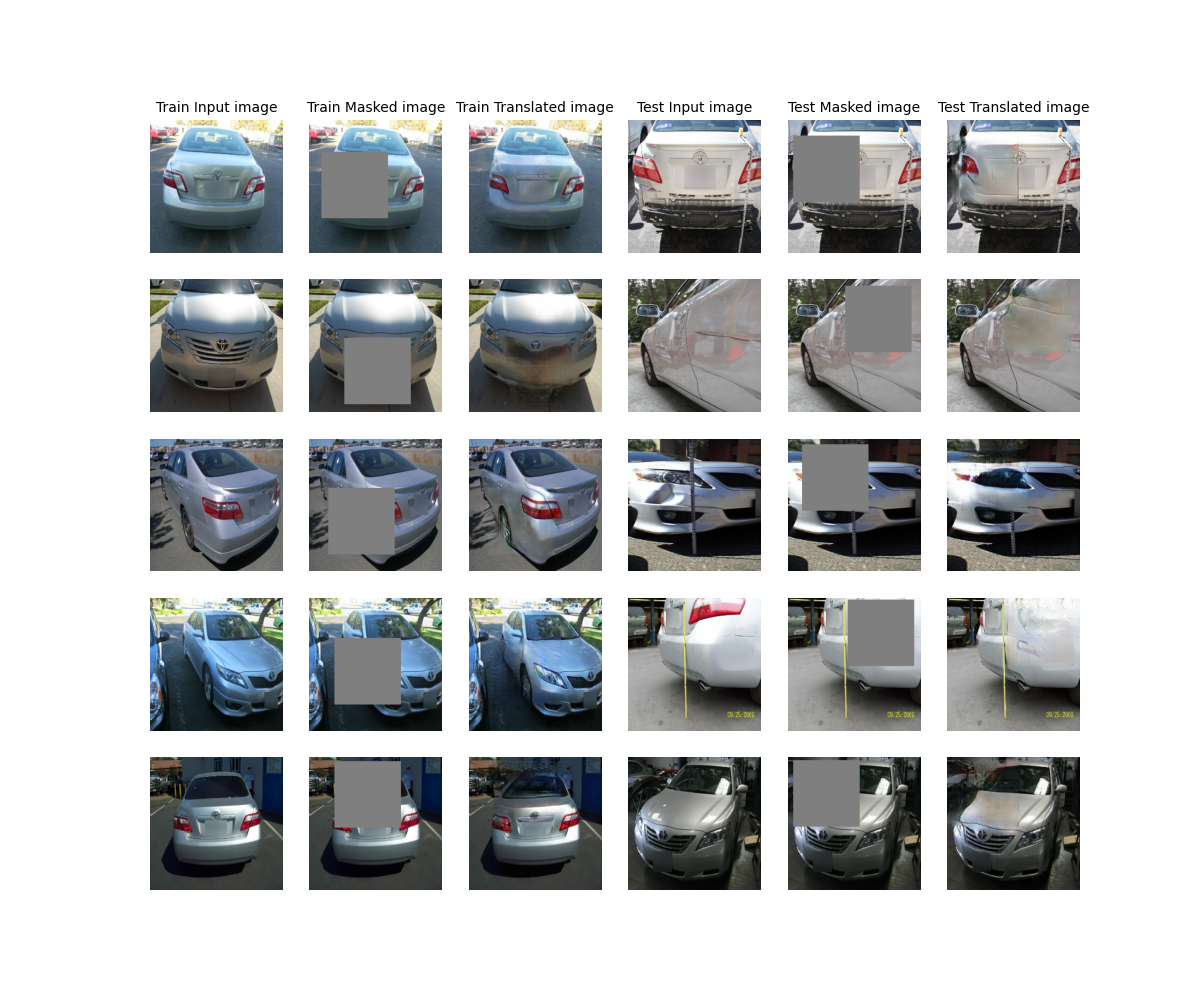 Train Input image
Train Masked image
Train Translated image
Test Input image
Test Masked image
Test Translated image